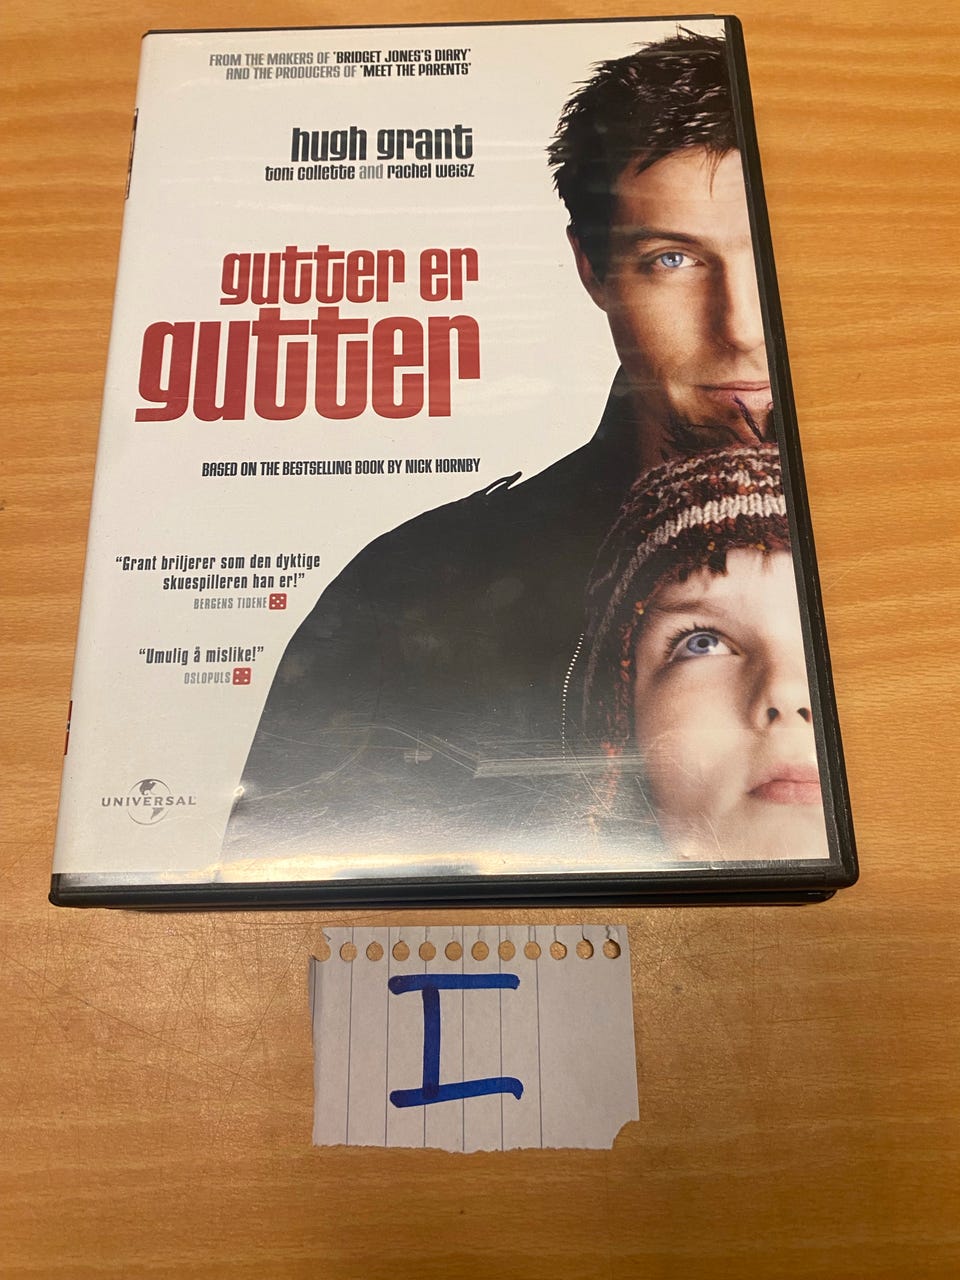 FROM THE MAKERS OF 'BRIDGET JONES'S DIARY'
AND THE PRODUCERS OF 'MEET THE PARENTS'
hugh grant
toni collette and rachel weisz
gutter er
gutter
BASED ON THE BESTSELLING BOOK BY NICK HORNBY
"Grant briljerer som den dyktige
skuespilleren han er!"
BERGENS TIDENE
"Umulig å mislike!"
OSLOPULS
UNIVERSAL
I